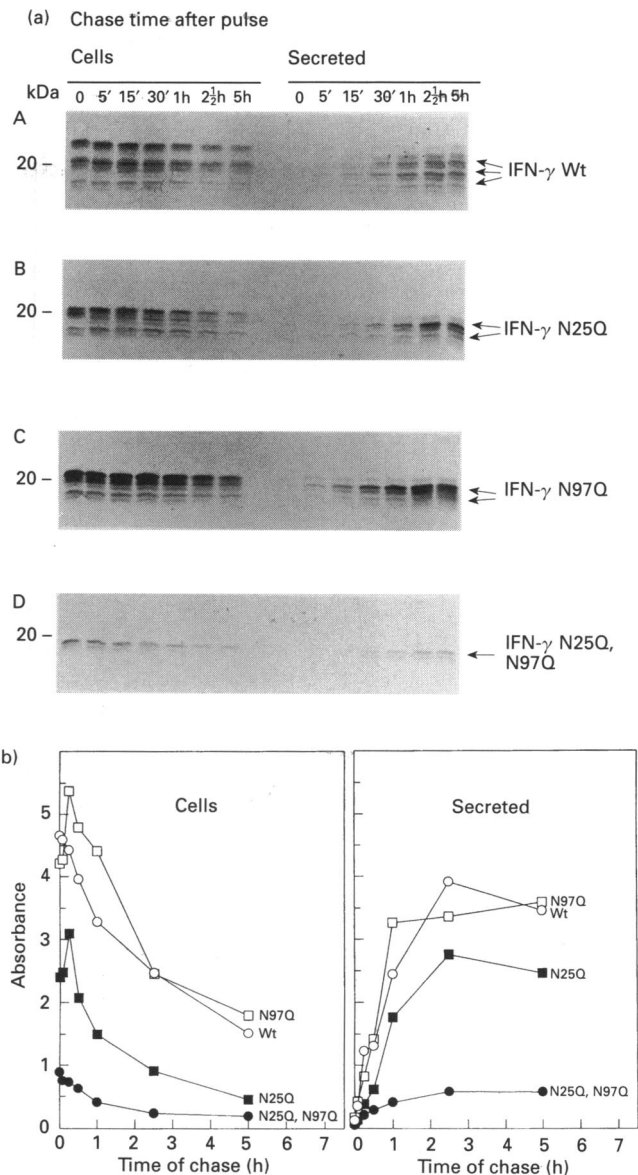 (a) Chase time after pulse
Cells Secreted
kDa 0 5′ 15′ 30′ 1h 2½h 5h 0 5′ 15′ 30′ 1h 2½h 5h
A
20 –
IFN-γ Wt
B
20 –
IFN-γ N25Q
C
20 –
IFN-γ N97Q
D
20 –
IFN-γ N25Q,
N97Q
b)
Absorbance
5
4
3
2
1
0
Cells
N97Q
Wt
N25Q
N25Q, N97Q
0 1 2 3 4 5 6 7
Time of chase (h)
Secreted
N97Q
Wt
N25Q
N25Q, N97Q
0 1 2 3 4 5 6 7
Time of chase (h)